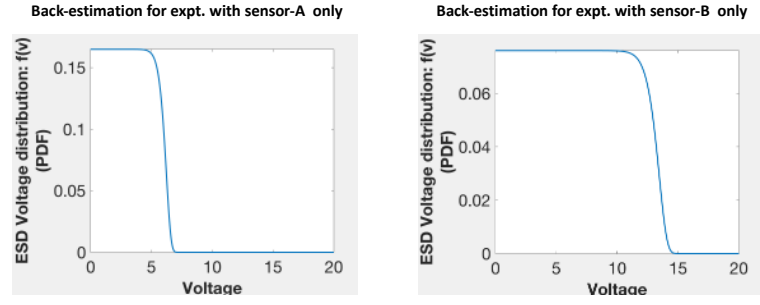 Back-estimation for expt. with sensor-A only
ESD Voltage distribution: f(v)
(PDF)
0.15
0.1
0.05
0
0 5 10 15 20
Voltage
Back-estimation for expt. with sensor-B only
ESD Voltage distribution: f(v)
(PDF)
0.06
0.04
0.02
0
0 5 10 15 20
Voltage